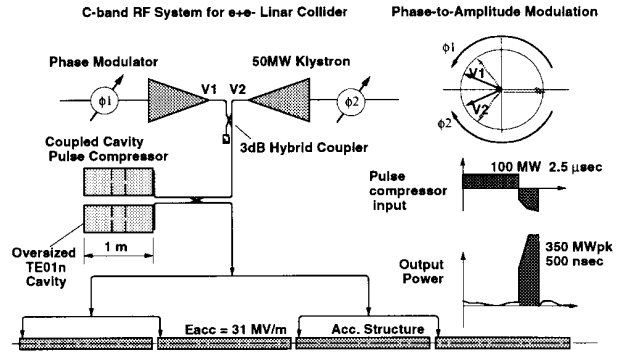 C-band RF System for e+e- Linar Collider
Phase-to-Amplitude Modulation
Phase Modulator
50MW Klystron
V1 V2
ϕ1
ϕ2
3dB Hybrid Coupler
Coupled Cavity
Pulse Compressor
1 m
Oversized
TE01n
Cavity
Eacc = 31 MV/m
Acc. Structure
ϕ1
V1
V2
ϕ2
Pulse
compressor
input
100 MW 2.5 μsec
Output
Power
350 MWpk
500 nsec